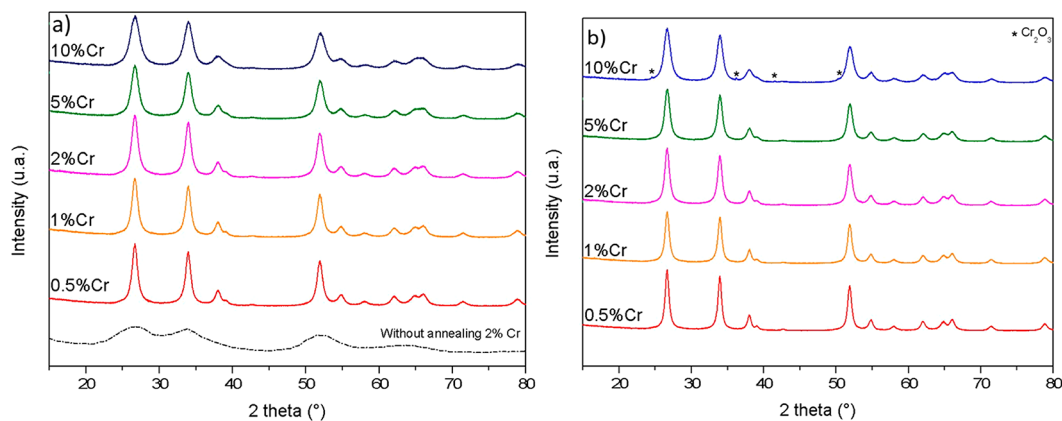 a)
10%Cr
5%Cr
2%Cr
1%Cr
0.5%Cr
Without annealing 2% Cr
Intensity (u.a.)
20 30 40 50 60 70 80
2 theta (°)
b)
* Cr₂O₃
10%Cr
* * * *
5%Cr
2%Cr
1%Cr
0.5%Cr
Intensity (u.a.)
20 30 40 50 60 70 80
2 theta (°)